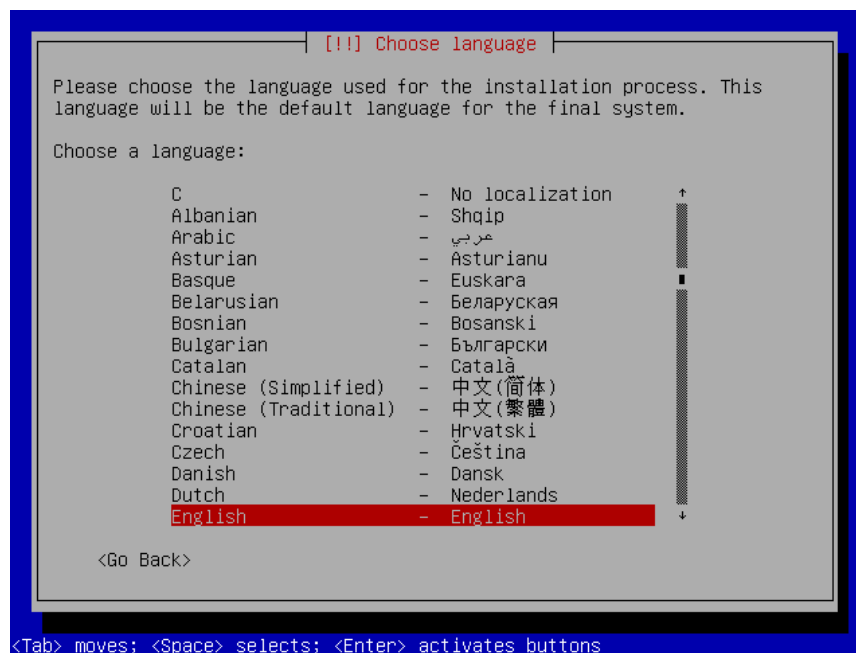 [!!] Choose language
Please choose the language used for the installation process. This
language will be the default language for the final system.
Choose a language:
C - No localization
Albanian - Shqip
Arabic - عربي
Asturian - Asturianu
Basque - Euskara
Belarusian - Беларуская
Bosnian - Bosanski
Bulgarian - Български
Catalan - Català
Chinese (Simplified) - 中文(简体)
Chinese (Traditional) - 中文(繁體)
Croatian - Hrvatski
Czech - Čeština
Danish - Dansk
Dutch - Nederlands
English - English
<Go Back>
<Tab> moves; <Space> selects; <Enter> activates buttons